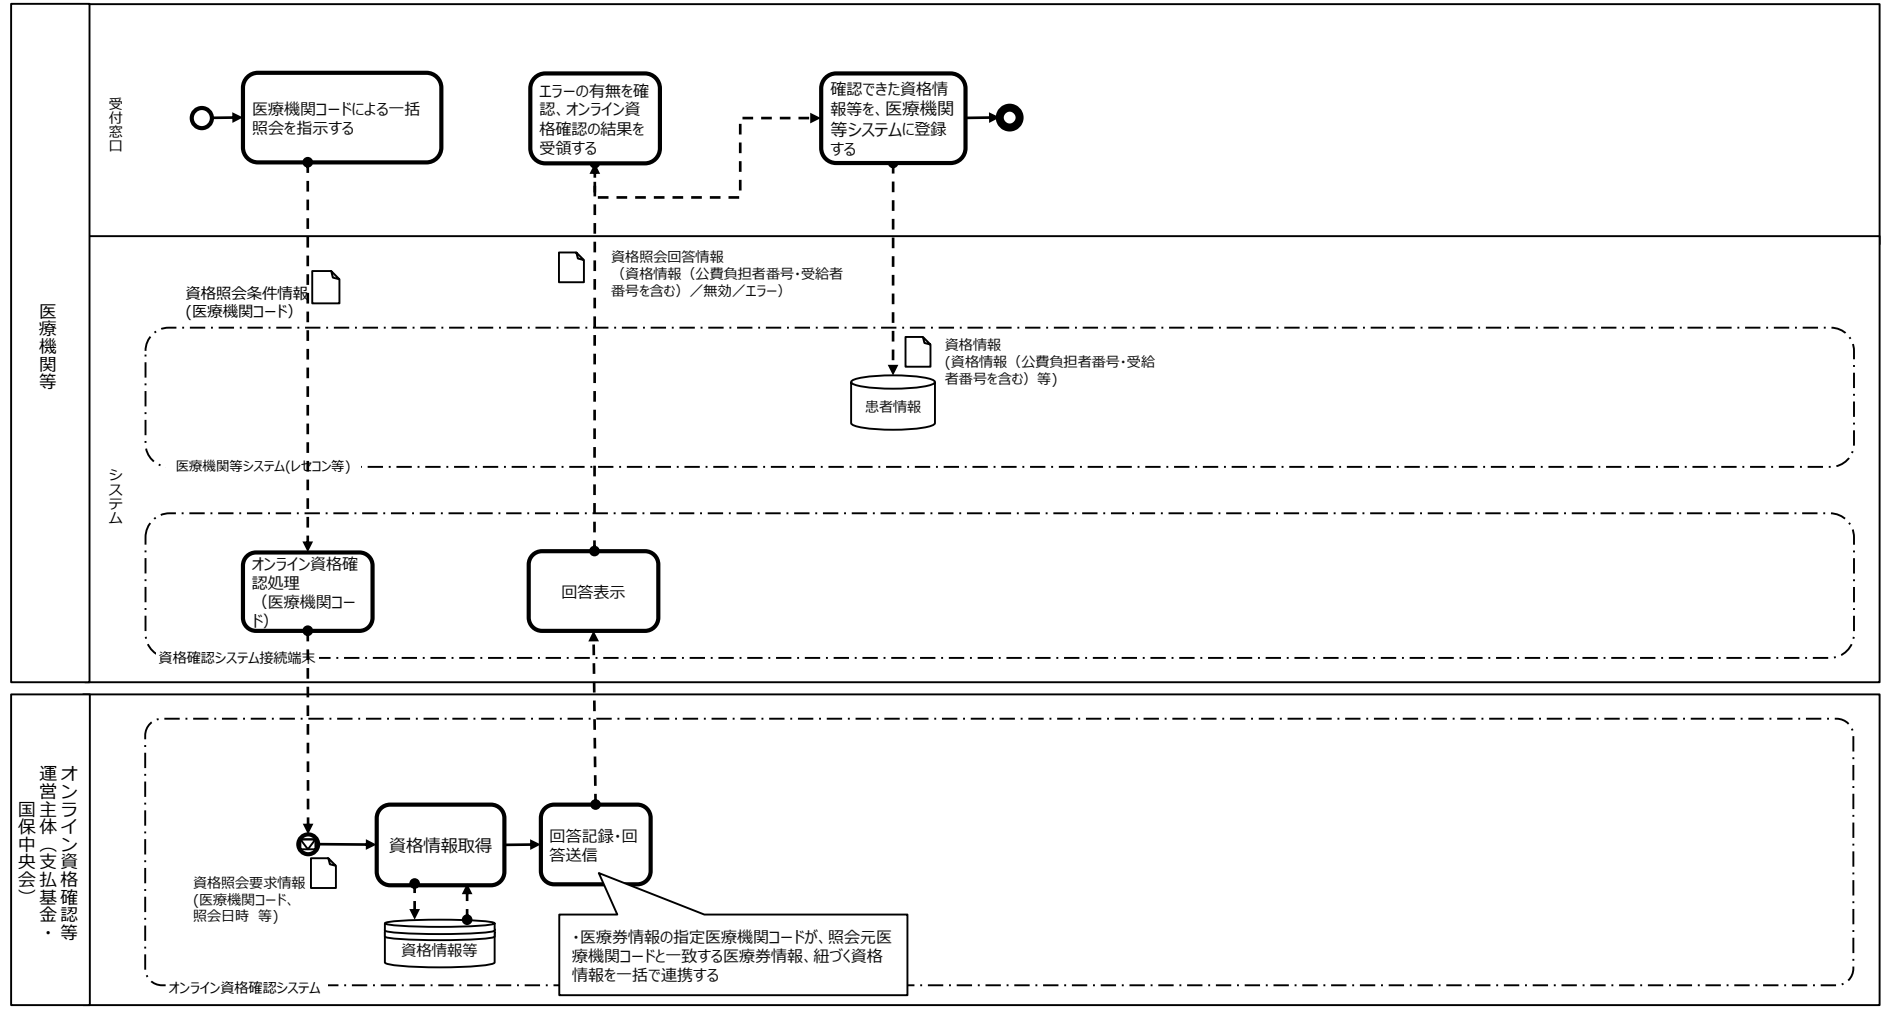 医療機関等
受付窓口
医療機関コードによる一括
照会を指示する
エラーの有無を確
認、オンライン資
格確認の結果を
受領する
確認できた資格情
報等を、医療機関
等システムに登録
する
システム
資格照会条件情報
(医療機関コード)
資格照会回答情報
（資格情報（公費負担者番号・受給者
番号を含む）／無効／エラー）
資格情報
(資格情報（公費負担者番号・受給
者番号を含む）等)
患者情報
医療機関等システム(レセコン等)
オンライン資格確
認処理
（医療機関コー
ド）
回答表示
資格確認システム接続端末
オンライン資格確認等
運営主体（支払基金・
国保中央会）
資格情報取得
回答記録・回
答送信
資格照会要求情報
(医療機関コード、
照会日時 等)
資格情報等
・医療券情報の指定医療機関コードが、照会元医
療機関コードと一致する医療券情報、紐づく資格
情報を一括で連携する
オンライン資格確認システム